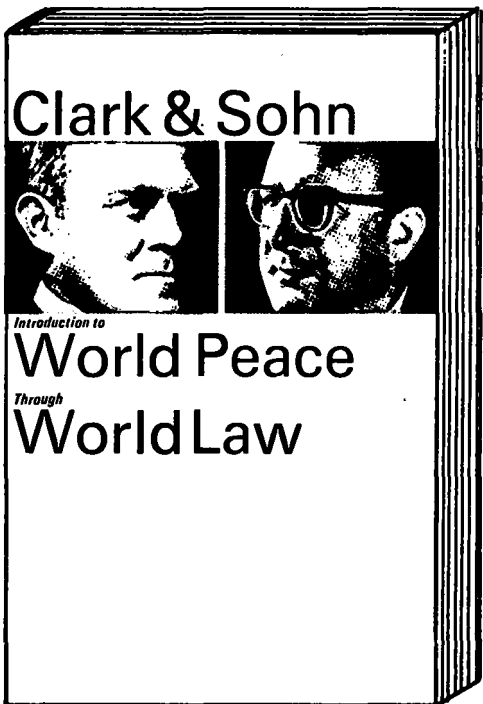 Clark & Sohn
Introduction to
World Peace
Through
World Law